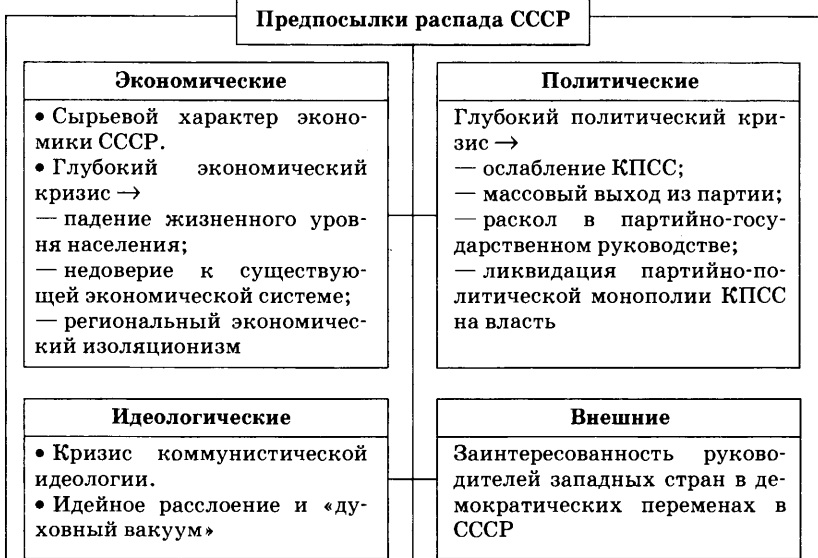 Предпосылки распада СССР
Экономические
• Сырьевой характер эконо-
мики СССР.
• Глубокий экономический
кризис →
— падение жизненного уров-
ня населения;
— недоверие к существую-
щей экономической системе;
— региональный экономичес-
кий изоляционизм
Политические
Глубокий политический кри-
зис →
— ослабление КПСС;
— массовый выход из партии;
— раскол в партийно-госу-
дарственном руководстве;
— ликвидация партийно-по-
литической монополии КПСС
на власть
Идеологические
• Кризис коммунистической
идеологии.
• Идейное расслоение и «ду-
ховный вакуум»
Внешние
Заинтересованность руково-
дителей западных стран в де-
мократических переменах в
СССР